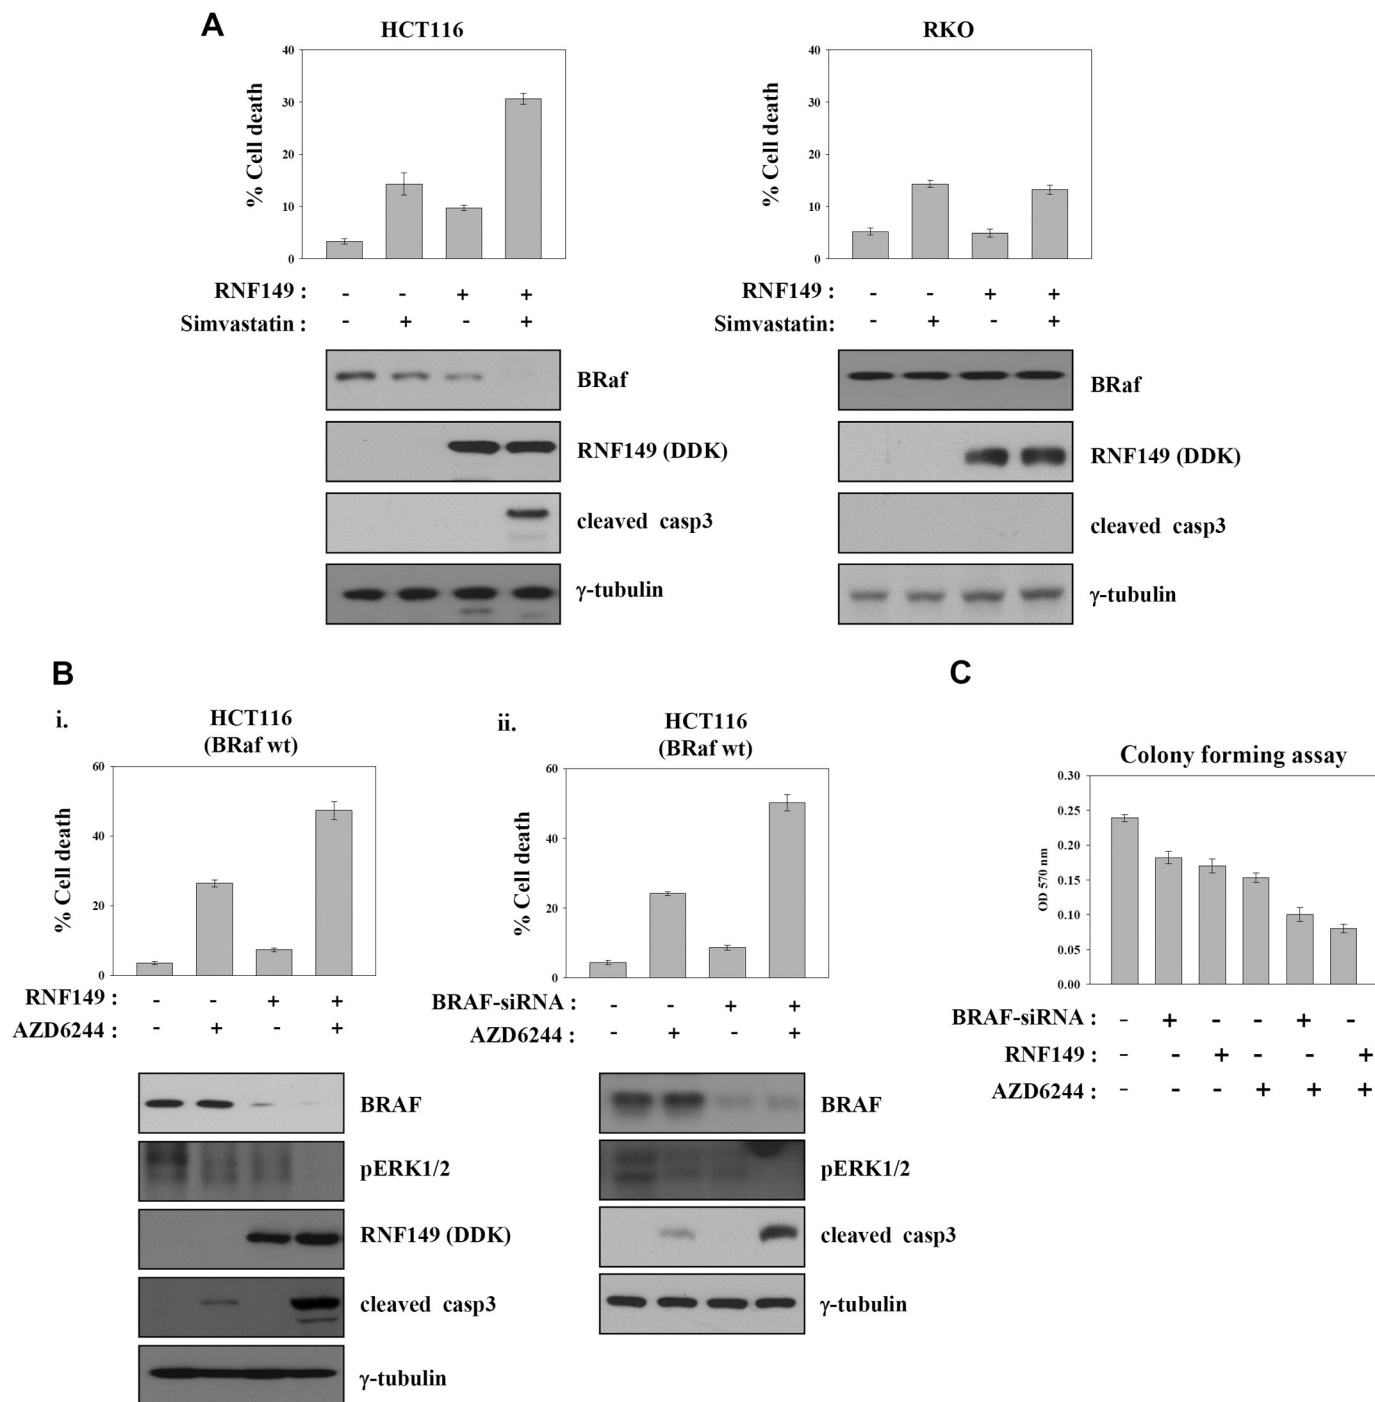 A
HCT116
RKO
% Cell death
40
30
20
10
0
% Cell death
40
30
20
10
0
RNF149 : - - + +
Simvastatin : - + - +
RNF149 : - - + +
Simvastatin: - + - +
BRaf
RNF149 (DDK)
cleaved casp3
γ-tubulin
BRaf
RNF149 (DDK)
cleaved casp3
γ-tubulin
B
i.
HCT116
(BRaf wt)
% Cell death
60
40
20
0
RNF149 : - - + +
AZD6244 : - + - +
BRAF
pERK1/2
RNF149 (DDK)
cleaved casp3
γ-tubulin
ii.
HCT116
(BRaf wt)
% Cell death
60
40
20
0
BRAF-siRNA : - - + +
AZD6244 : - + - +
BRAF
pERK1/2
cleaved casp3
γ-tubulin
C
Colony forming assay
OD 570 nm
0.30
0.25
0.20
0.15
0.10
0.05
0.00
BRAF-siRNA : - + - - + -
RNF149 : - - + - - +
AZD6244 : - - - + + +